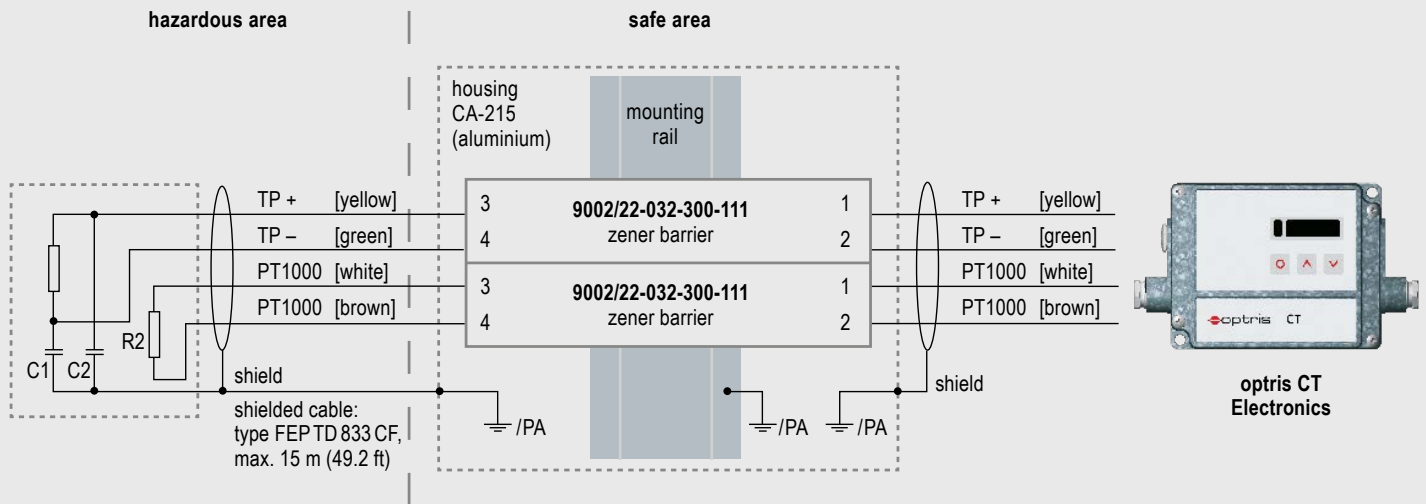 hazardous area
safe area
housing
CA-215
(aluminium)
mounting
rail
TP + [yellow]
TP – [green]
PT1000 [white]
PT1000 [brown]
3
4
9002/22-032-300-111
zener barrier
1
2
3
4
9002/22-032-300-111
zener barrier
1
2
TP + [yellow]
TP – [green]
PT1000 [white]
PT1000 [brown]
optris CT
C1
C2
R2
shield
shielded cable:
type FEP TD 833 CF,
max. 15 m (49.2 ft)
/PA
/PA
/PA
shield
optris CT
Electronics